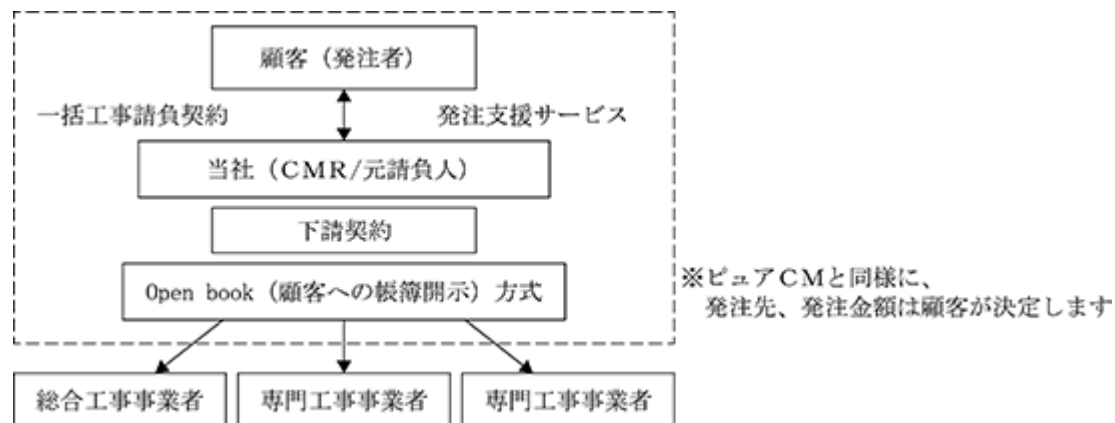 顧客（発注者）
一括工事請負契約
発注支援サービス
当社（ＣＭＲ/元請負人）
下請契約
Open book（顧客への帳簿開示）方式
※ピュアＣＭと同様に、
発注先、発注金額は顧客が決定します
総合工事事業者
専門工事事業者
専門工事事業者